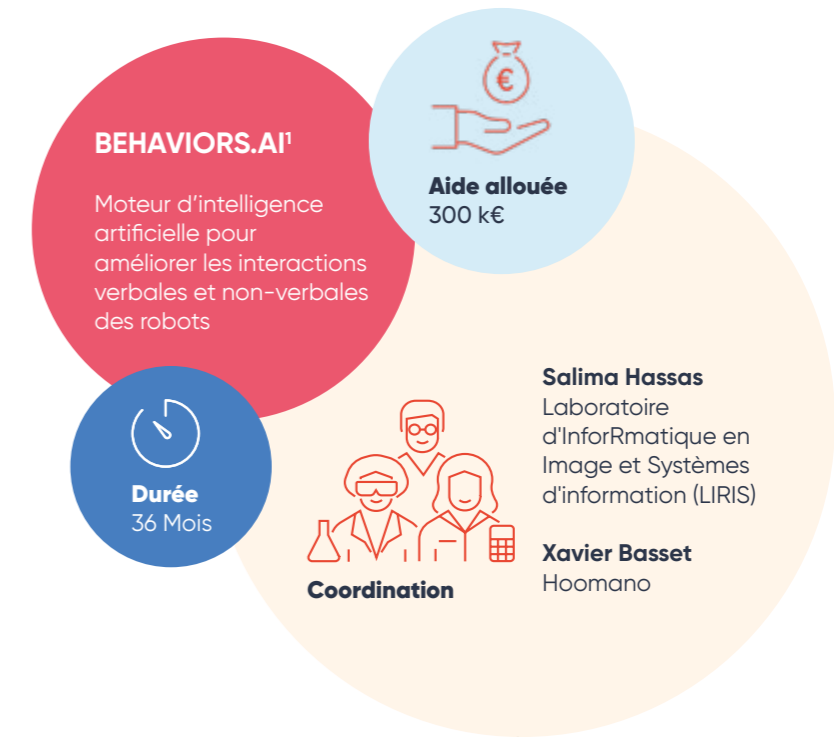 BEHAVIORS.AI¹
Moteur d’intelligence
artificielle pour
améliorer les interactions
verbales et non-verbales
des robots
€
Aide allouée
300 k€
Durée
36 Mois
Coordination
Salima Hassas
Laboratoire
d'InforRmatique en
Image et Systèmes
d'information (LIRIS)
Xavier Basset
Hoomano